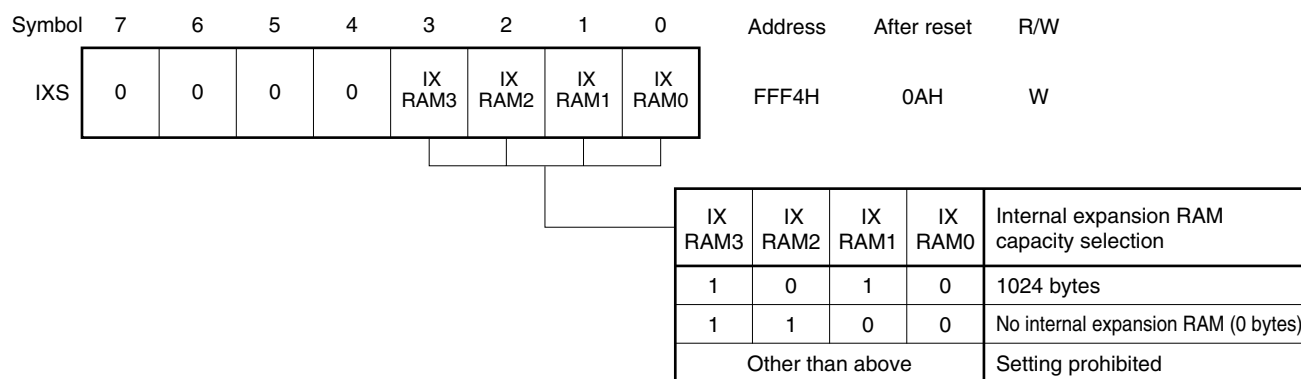 Symbol 7 6 5 4 3 2 1 0 Address After reset R/W
IXS 0 0 0 0 IX RAM3 IX RAM2 IX RAM1 IX RAM0 FFF4H 0AH W
IX RAM3 IX RAM2 IX RAM1 IX RAM0 Internal expansion RAM capacity selection
1 0 1 0 1024 bytes
1 1 0 0 No internal expansion RAM (0 bytes)
Other than above Setting prohibited